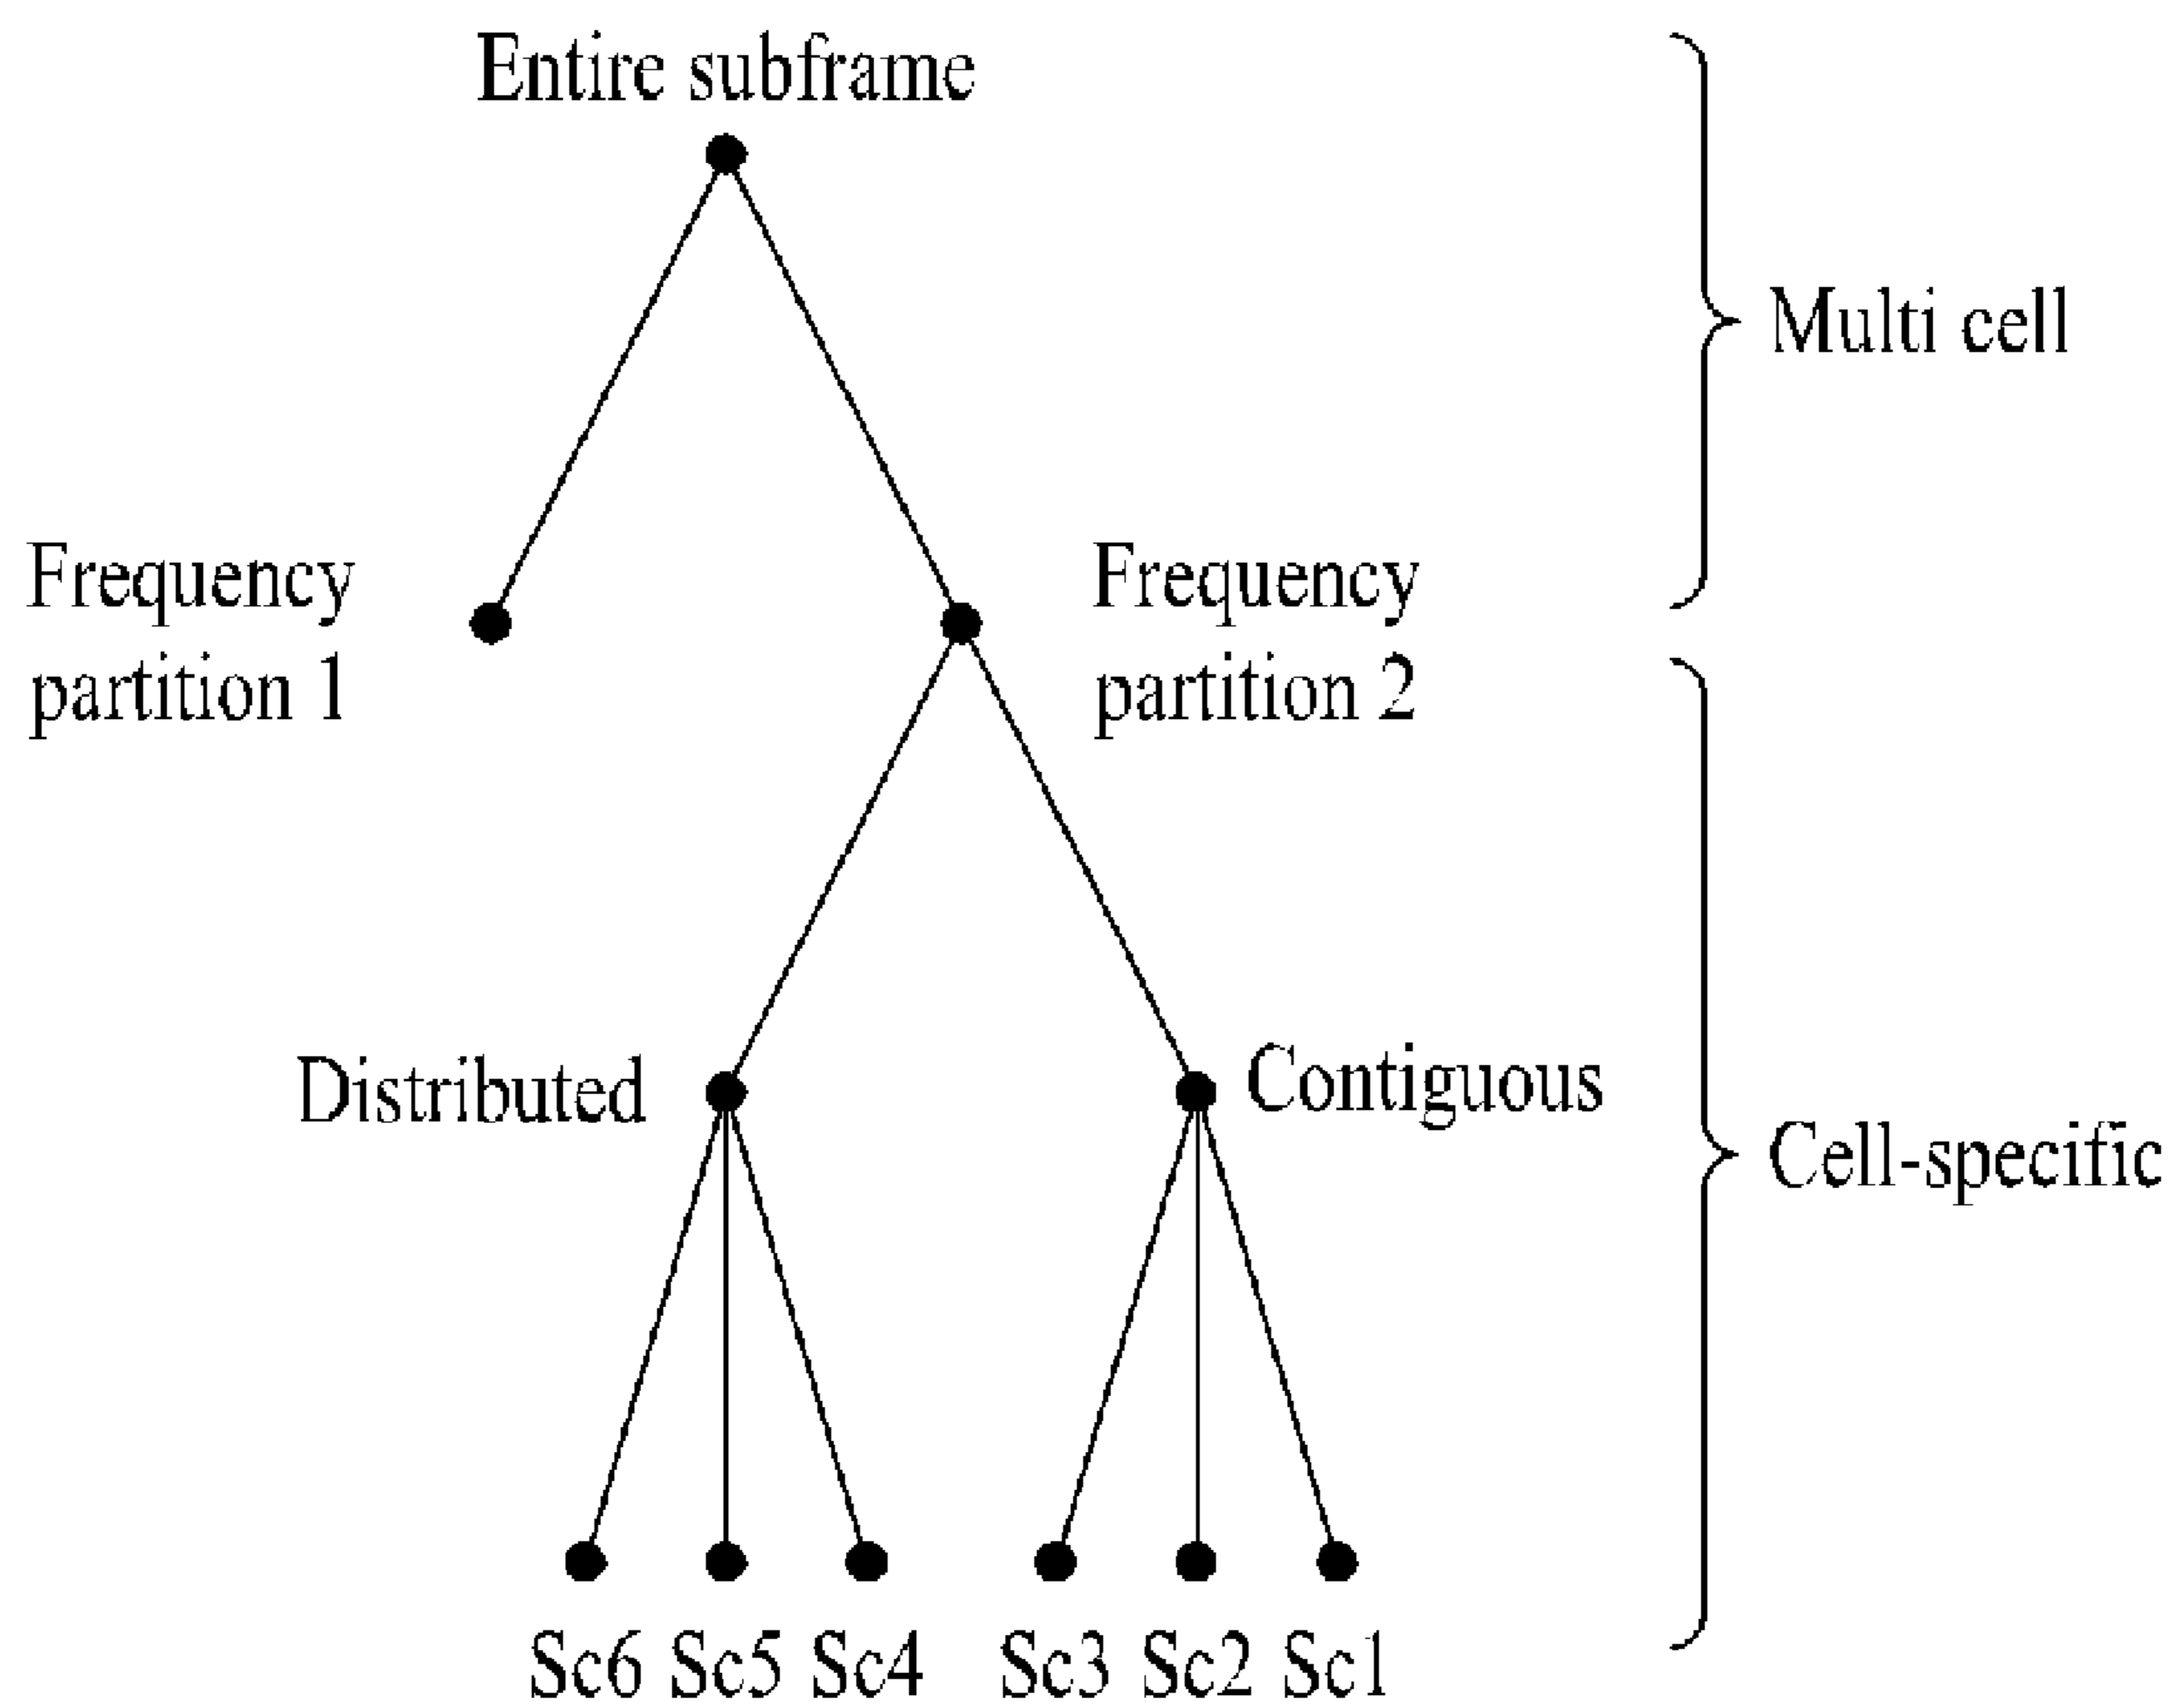 Entire subframe
Multi cell
Frequency
partition 1
Frequency
partition 2
Distributed
Contiguous
Cell-specific
Sc6 Sc5 Sc4 Sc3 Sc2 Sc1